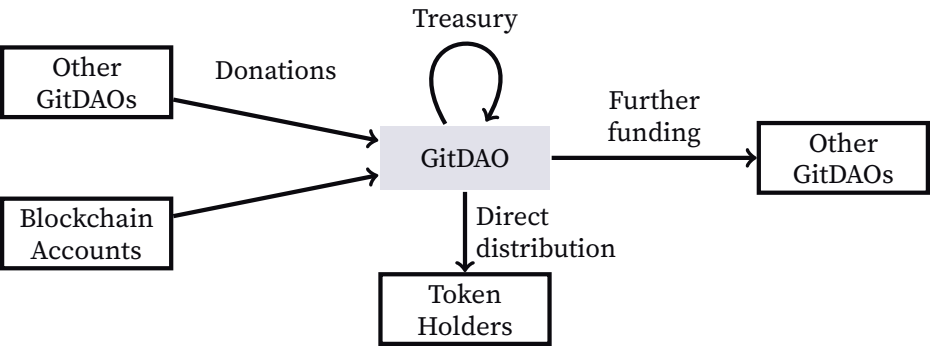 Treasury
Other
GitDAOs
Donations
Further
funding
GitDAO
Other
GitDAOs
Blockchain
Accounts
Direct
distribution
Token
Holders